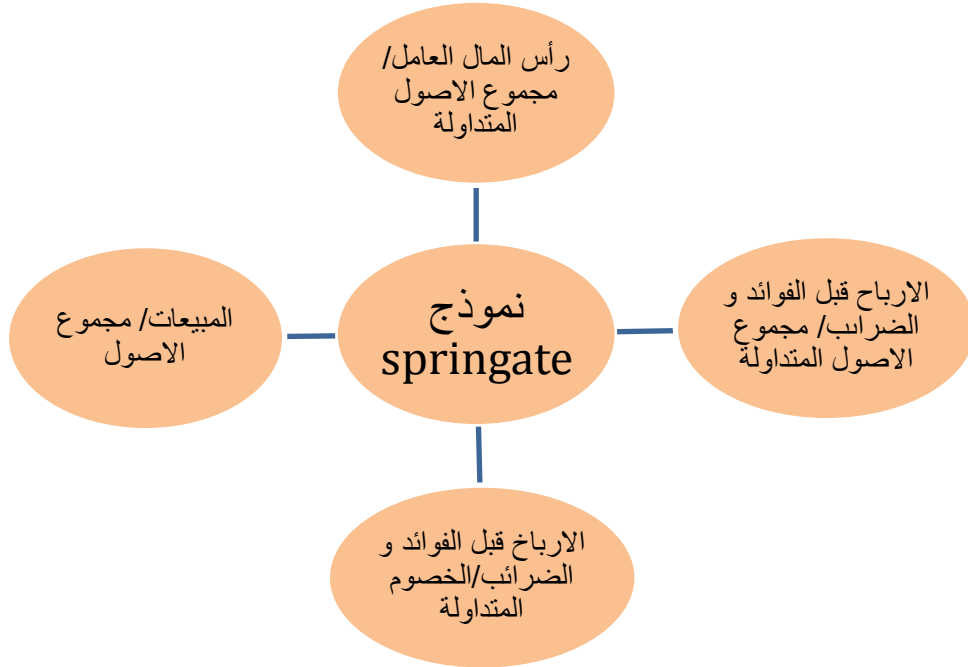 رأس المال العامل/
مجموع الاصول
المتداولة
نموذج
springate
الارباح قبل الفوائد و
الضرائب/ مجموع
الاصول المتداولة
المبيعات/ مجموع
الاصول
الارباخ قبل الفوائد و
الضرائب/الخصوم
المتداولة